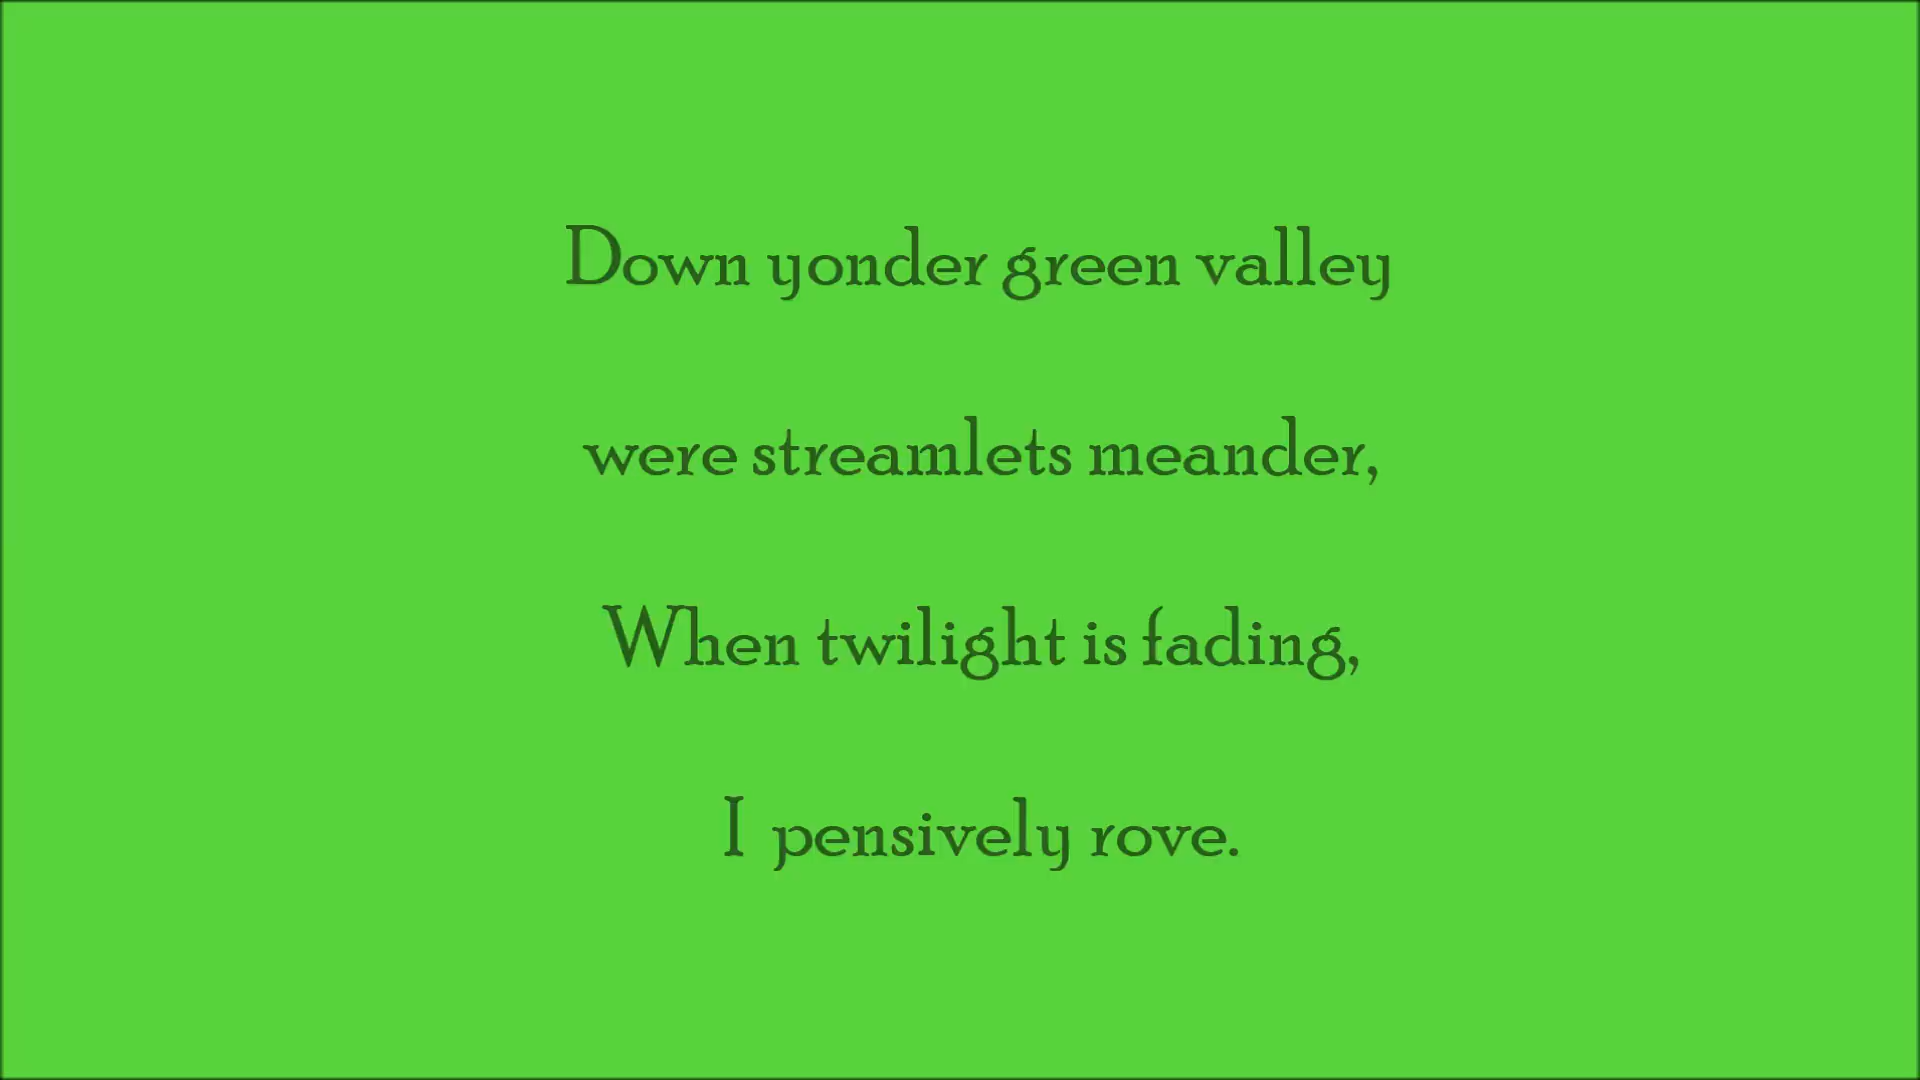 Down yonder green valley
were streamlets meander,
When twilight is fading,
I pensively rove.